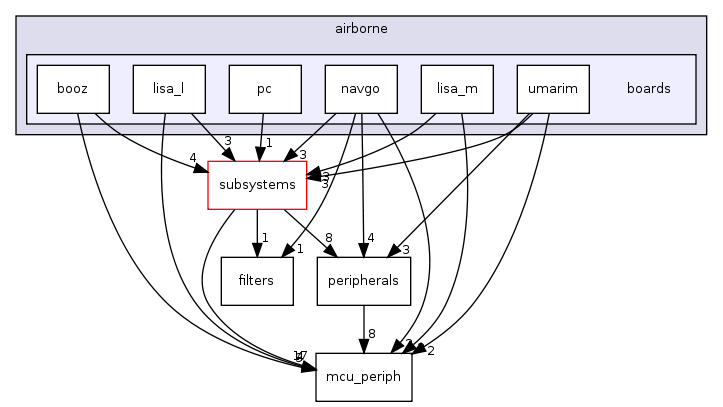 airborne
booz
lisa_l
pc
navgo
lisa_m
umarim
boards
3
1
3
4
3
3
subsystems
1
8
1
4
3
filters
peripherals
8
2
2
17
mcu_periph